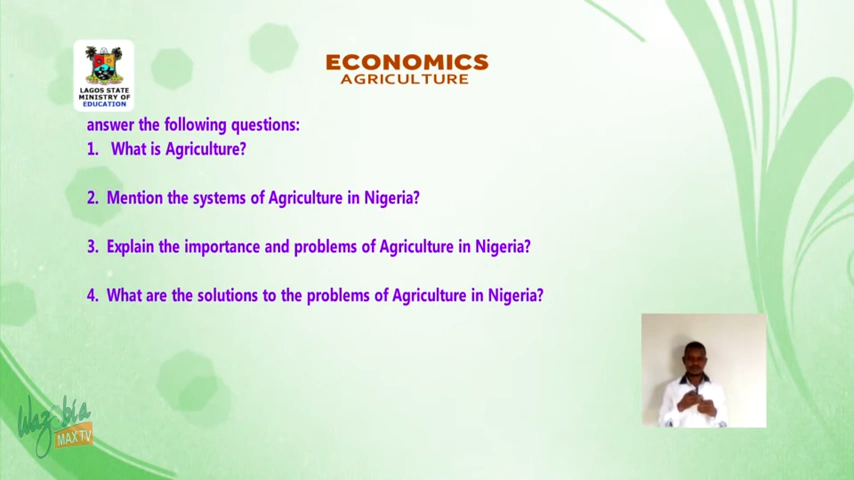 ECONOMICS
AGRICULTURE
LAGOS STATE
MINISTRY OF
EDUCATION
answer the following questions:
1. What is Agriculture?
2. Mention the systems of Agriculture in Nigeria?
3. Explain the importance and problems of Agriculture in Nigeria?
4. What are the solutions to the problems of Agriculture in Nigeria?
Wazobia
MAX TV